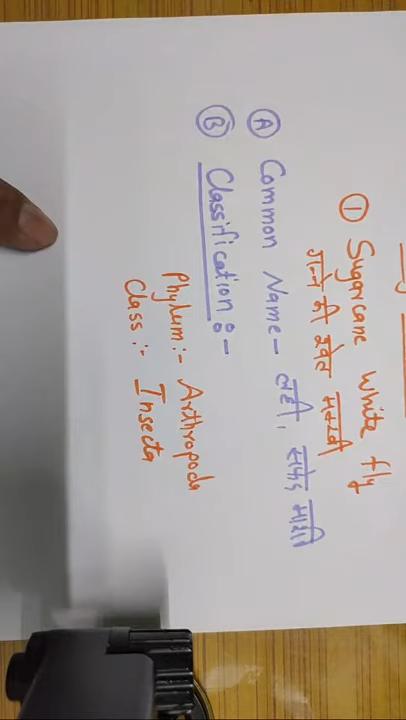 ① Sugarcane White fly
गन्ने की श्वेत मक्खी
Ⓐ Common Name - लही, सफेद माशी
Ⓑ Classification :-
Phylum :- Arthropoda
Class :- Insecta